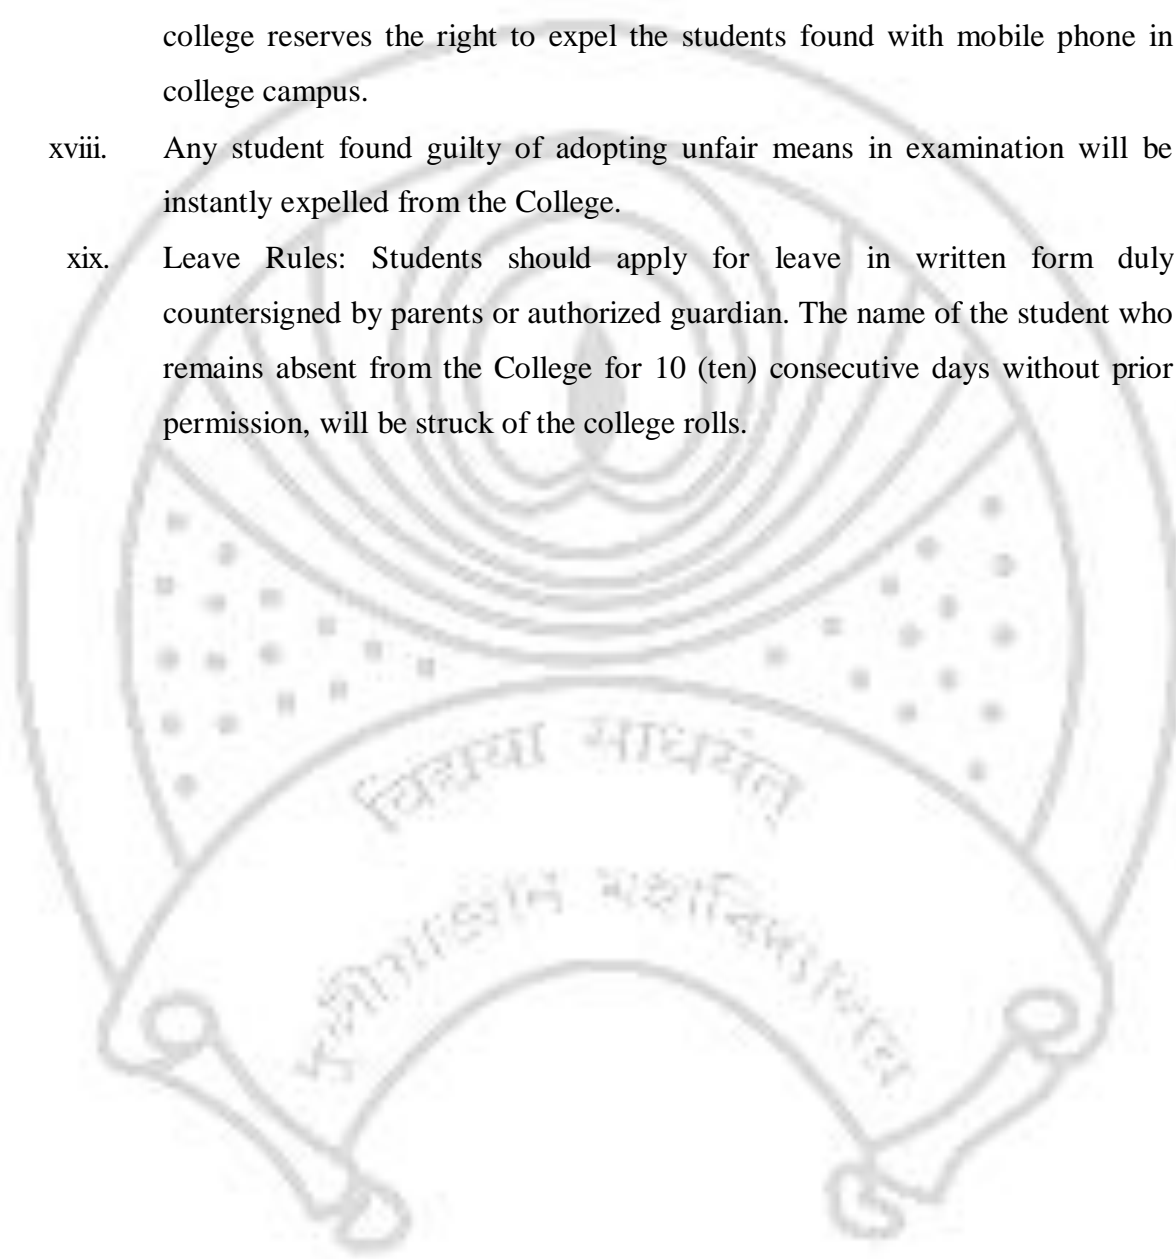 college reserves the right to expel the students found with mobile phone in
college campus.
xviii. Any student found guilty of adopting unfair means in examination will be
instantly expelled from the College.
xix. Leave Rules: Students should apply for leave in written form duly
countersigned by parents or authorized guardian. The name of the student who
remains absent from the College for 10 (ten) consecutive days without prior
permission, will be struck of the college rolls.